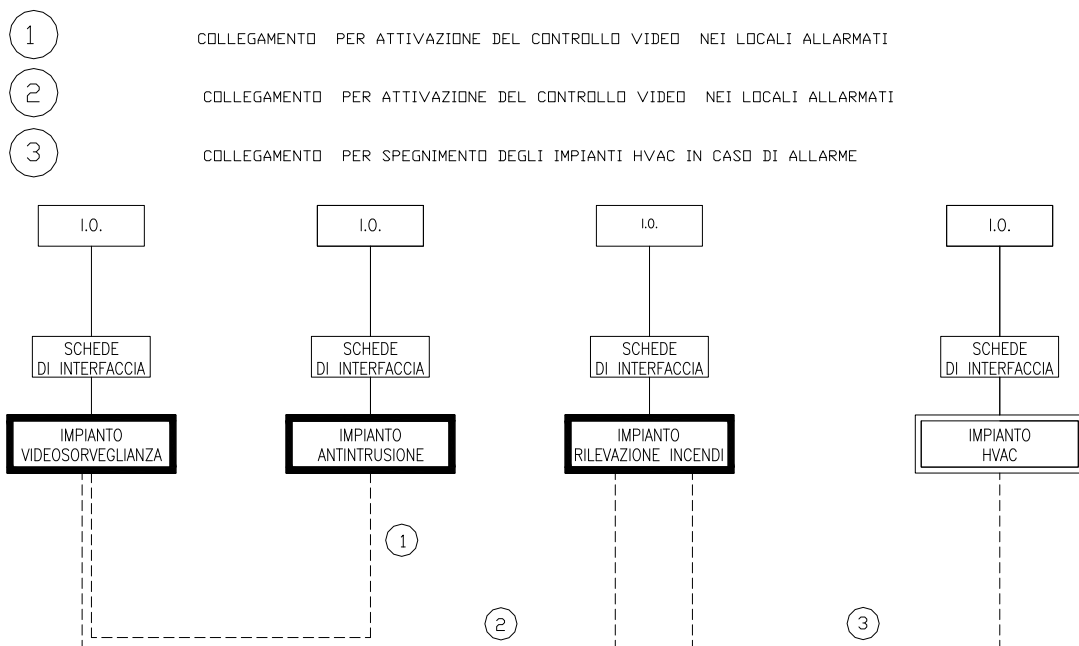 1 COLLEGAMENTO PER ATTIVAZIONE DEL CONTROLLO VIDEO NEI LOCALI ALLARMATI
2 COLLEGAMENTO PER ATTIVAZIONE DEL CONTROLLO VIDEO NEI LOCALI ALLARMATI
3 COLLEGAMENTO PER SPEGNIMENTO DEGLI IMPIANTI HVAC IN CASO DI ALLARME
I.O. I.O. I.O. I.O.
SCHEDE SCHEDE SCHEDE SCHEDE
DI INTERFACCIA DI INTERFACCIA DI INTERFACCIA DI INTERFACCIA
IMPIANTO IMPIANTO IMPIANTO IMPIANTO
VIDEOSORVEGLIANZA ANTINTRUSIONE RILEVAZIONE INCENDI HVAC
1
2 3